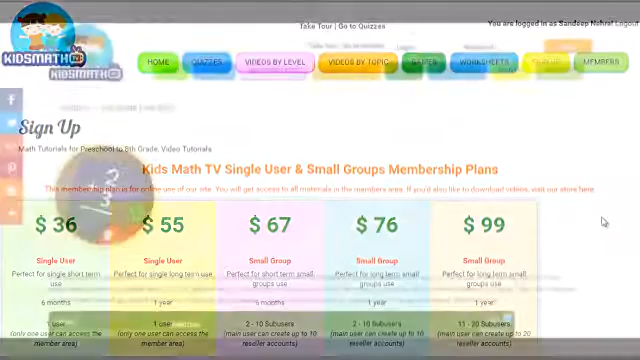 Take Tour | Go to Quizzes
You are logged in as Sandeep Nehra! Logout
KIDSMATH TV
KIDSMATH
HOME
QUIZZES
VIDEOS BY LEVEL
VIDEOS BY TOPIC
GAMES
WORKSHEETS
MEMBERS
Sign Up
Math Tutorials for Preschool to 8th Grade, Video Tutorials
Kids Math TV Single User & Small Groups Membership Plans
This membership plan is for online use of our site. You will get access to all materials in the members area. If you'd also like to download videos, visit our store here
$ 36
Single User
Perfect for single short term use
6 months
1 user
(only one user can access the member area)
$ 55
Single User
Perfect for single long term use
1 year
1 user
(only one user can access the member area)
$ 67
Small Group
Perfect for short term small groups use
6 months
2 - 10 Subusers
(main user can create up to 10 reseller accounts)
$ 76
Small Group
Perfect for long term small groups use
1 year
2 - 10 Subusers
(main user can create up to 10 reseller accounts)
$ 99
Small Group
Perfect for long term small groups use
1 year
11 - 20 Subusers
(main user can create up to 20 reseller accounts)